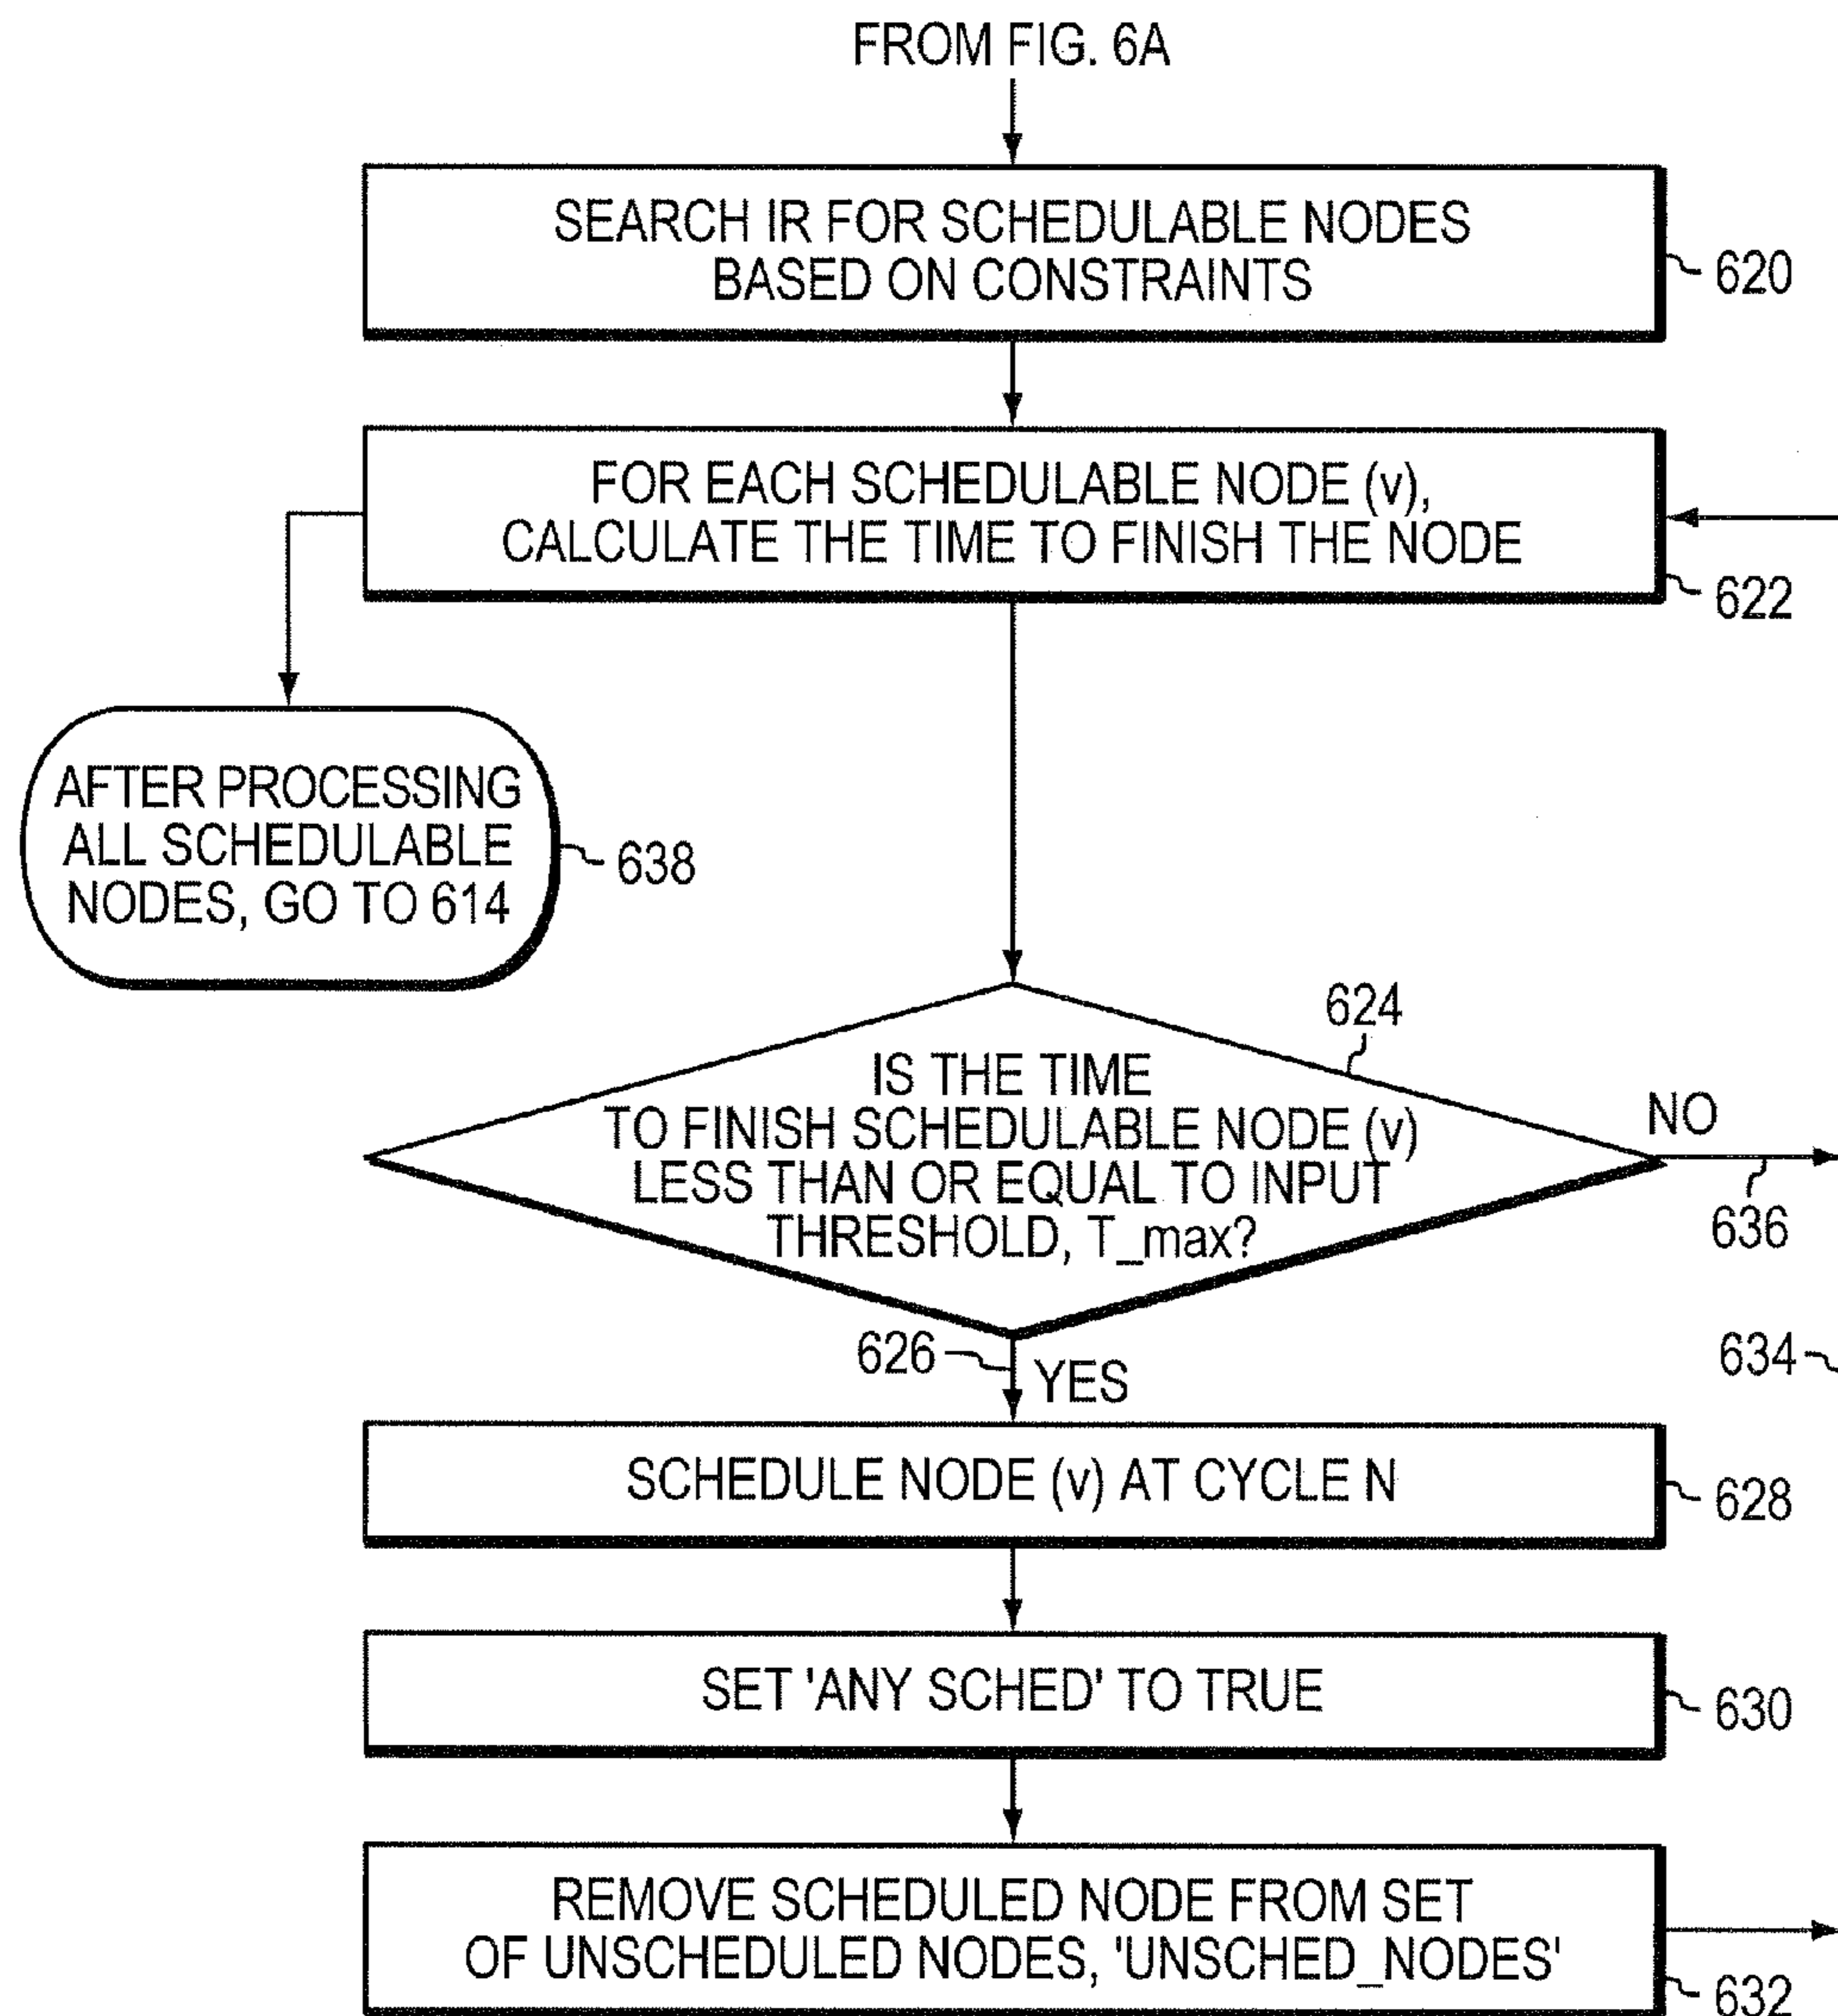 FROM FIG. 6A
SEARCH IR FOR SCHEDULABLE NODES
BASED ON CONSTRAINTS
620
FOR EACH SCHEDULABLE NODE (v),
CALCULATE THE TIME TO FINISH THE NODE
622
AFTER PROCESSING
ALL SCHEDULABLE
NODES, GO TO 614
638
624
IS THE TIME
TO FINISH SCHEDULABLE NODE (v)
LESS THAN OR EQUAL TO INPUT
THRESHOLD, T_max?
NO
636
626
YES
634
SCHEDULE NODE (v) AT CYCLE N
628
SET 'ANY SCHED' TO TRUE
630
REMOVE SCHEDULED NODE FROM SET
OF UNSCHEDULED NODES, 'UNSCHED_NODES'
632